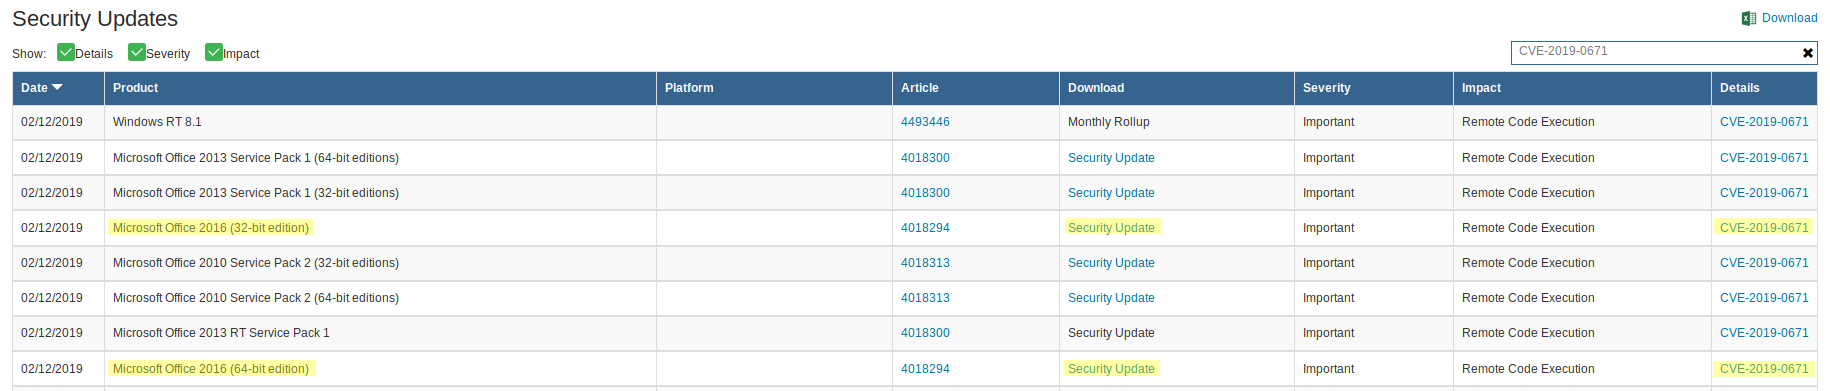 Security Updates
Download
Show: Details Severity Impact
CVE-2019-0671
Date Product Platform Article Download Severity Impact Details
02/12/2019 Windows RT 8.1 4493446 Monthly Rollup Important Remote Code Execution CVE-2019-0671
02/12/2019 Microsoft Office 2013 Service Pack 1 (64-bit editions) 4018300 Security Update Important Remote Code Execution CVE-2019-0671
02/12/2019 Microsoft Office 2013 Service Pack 1 (32-bit editions) 4018300 Security Update Important Remote Code Execution CVE-2019-0671
02/12/2019 Microsoft Office 2016 (32-bit edition) 4018294 Security Update Important Remote Code Execution CVE-2019-0671
02/12/2019 Microsoft Office 2010 Service Pack 2 (32-bit editions) 4018313 Security Update Important Remote Code Execution CVE-2019-0671
02/12/2019 Microsoft Office 2010 Service Pack 2 (64-bit editions) 4018313 Security Update Important Remote Code Execution CVE-2019-0671
02/12/2019 Microsoft Office 2013 RT Service Pack 1 4018300 Security Update Important Remote Code Execution CVE-2019-0671
02/12/2019 Microsoft Office 2016 (64-bit edition) 4018294 Security Update Important Remote Code Execution CVE-2019-0671